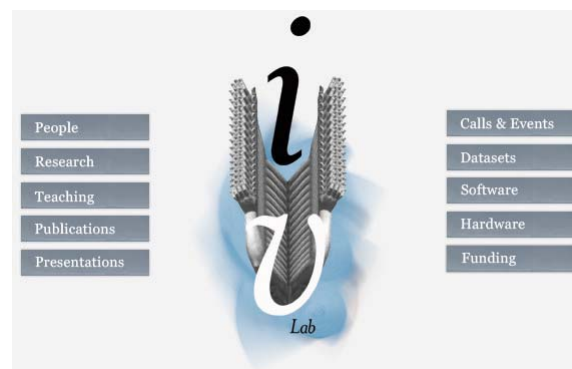 i
v
Lab
People
Research
Teaching
Publications
Presentations
Calls & Events
Datasets
Software
Hardware
Funding